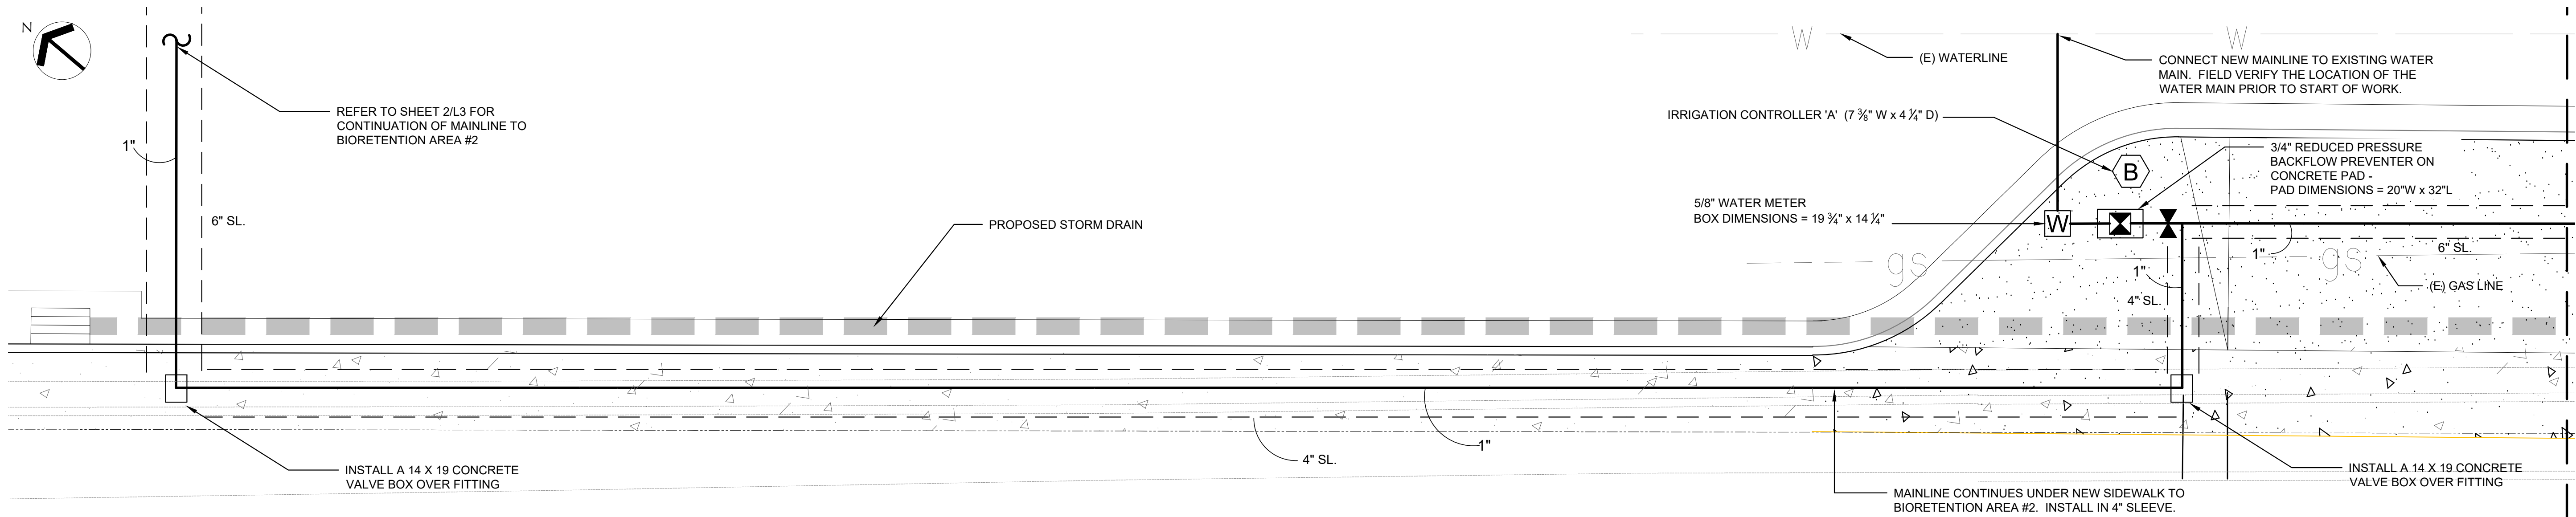 N
REFER TO SHEET 2/L3 FOR
CONTINUATION OF MAINLINE TO
BIORETENTION AREA #2
1"
6" SL.
PROPOSED STORM DRAIN
INSTALL A 14 X 19 CONCRETE
VALVE BOX OVER FITTING
4" SL.
1"
W
(E) WATERLINE
W
CONNECT NEW MAINLINE TO EXISTING WATER
MAIN. FIELD VERIFY THE LOCATION OF THE
WATER MAIN PRIOR TO START OF WORK.
IRRIGATION CONTROLLER 'A' (7 ⅜" W x 4 ¼" D)
B
3/4" REDUCED PRESSURE
BACKFLOW PREVENTER ON
CONCRETE PAD -
PAD DIMENSIONS = 20"W x 32"L
5/8" WATER METER
BOX DIMENSIONS = 19 ¾" x 14 ¼"
W
gs
1"
4" SL.
1"
6" SL.
gs
(E) GAS LINE
MAINLINE CONTINUES UNDER NEW SIDEWALK TO
BIORETENTION AREA #2. INSTALL IN 4" SLEEVE.
INSTALL A 14 X 19 CONCRETE
VALVE BOX OVER FITTING